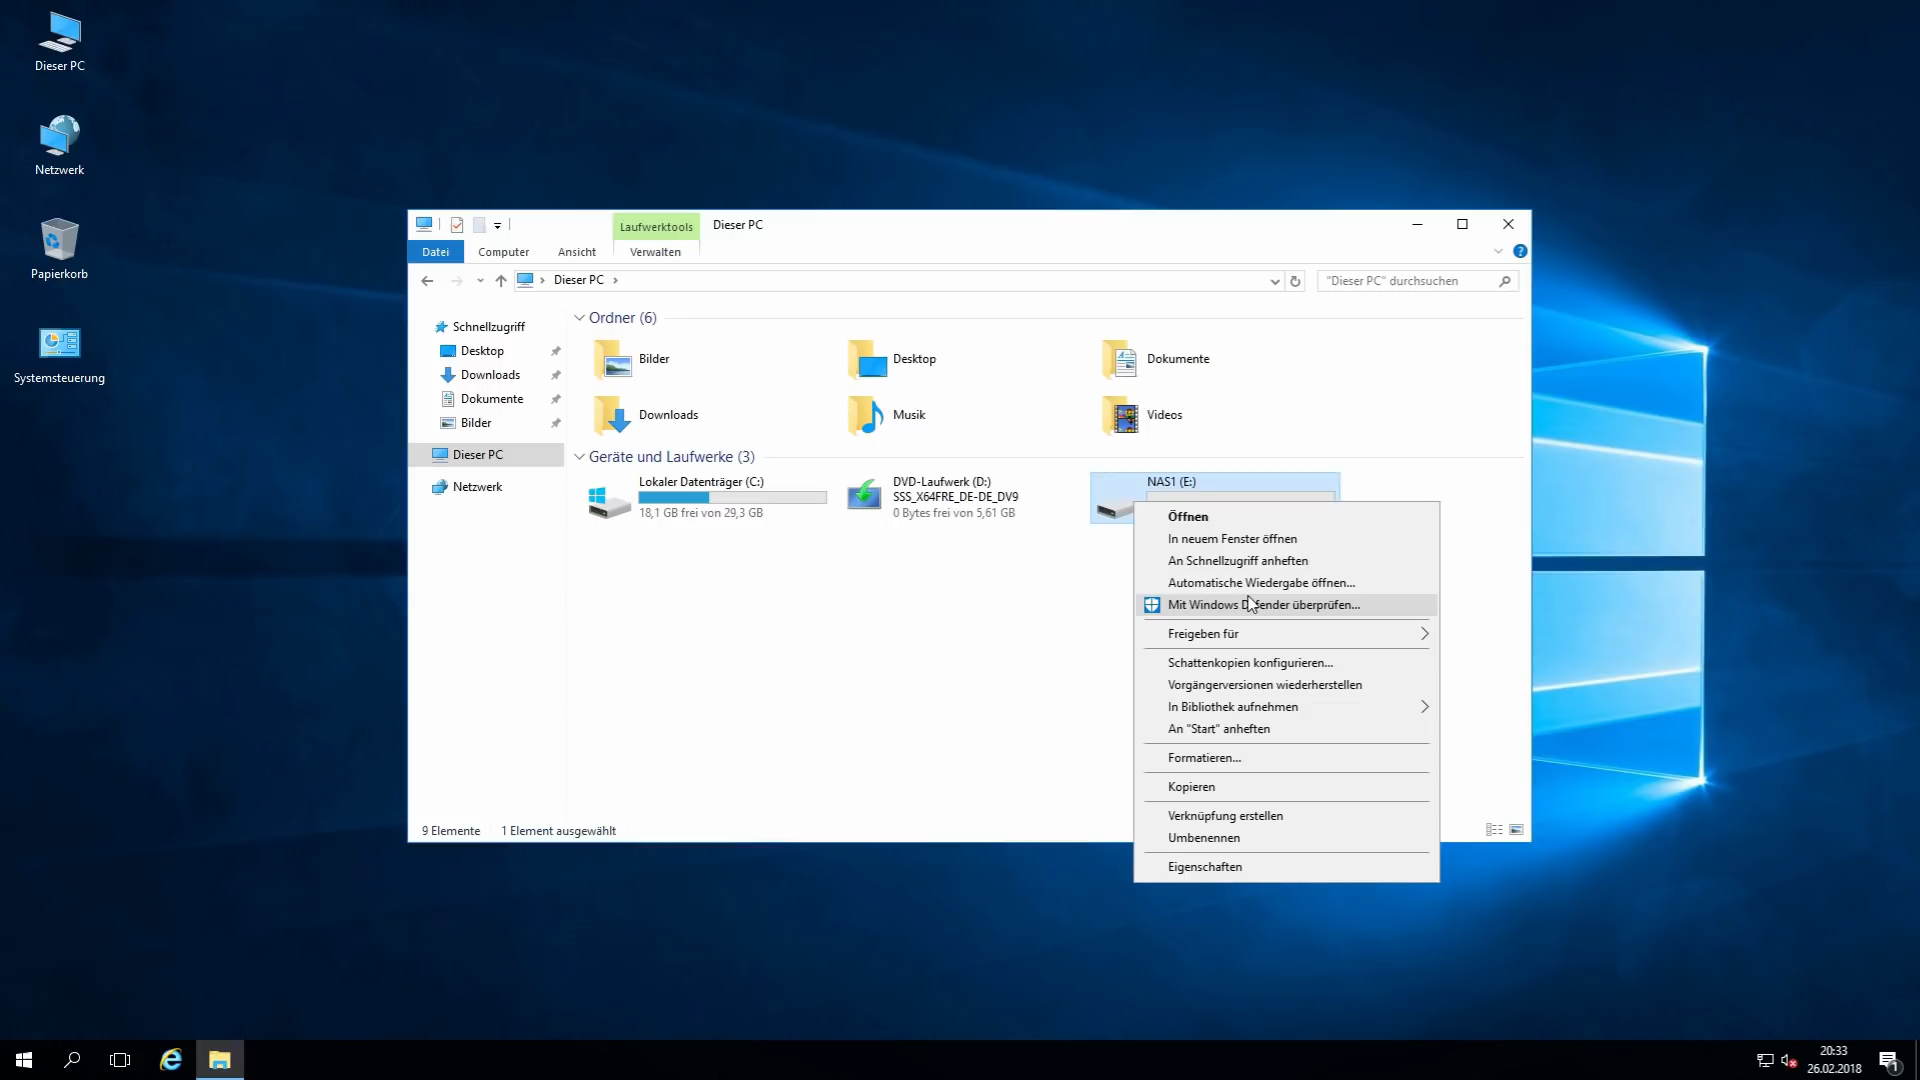 Dieser PC
Netzwerk
Papierkorb
Systemsteuerung
Laufwerktools
Dieser PC
Datei
Computer
Ansicht
Verwalten
Dieser PC
"Dieser PC" durchsuchen
Schnellzugriff
Desktop
Downloads
Dokumente
Bilder
Dieser PC
Netzwerk
Ordner (6)
Bilder
Desktop
Dokumente
Downloads
Musik
Videos
Geräte und Laufwerke (3)
Lokaler Datenträger (C:)
18,1 GB frei von 29,3 GB
DVD-Laufwerk (D:)
SSS_X64FRE_DE-DE_DV9
0 Bytes frei von 5,61 GB
NAS1 (E:)
Öffnen
In neuem Fenster öffnen
An Schnellzugriff anheften
Automatische Wiedergabe öffnen...
Mit Windows Defender überprüfen...
Freigeben für
Schattenkopien konfigurieren...
Vorgängerversionen wiederherstellen
In Bibliothek aufnehmen
An "Start" anheften
Formatieren...
Kopieren
Verknüpfung erstellen
Umbenennen
Eigenschaften
9 Elemente
1 Element ausgewählt
20:33
26.02.2018
1